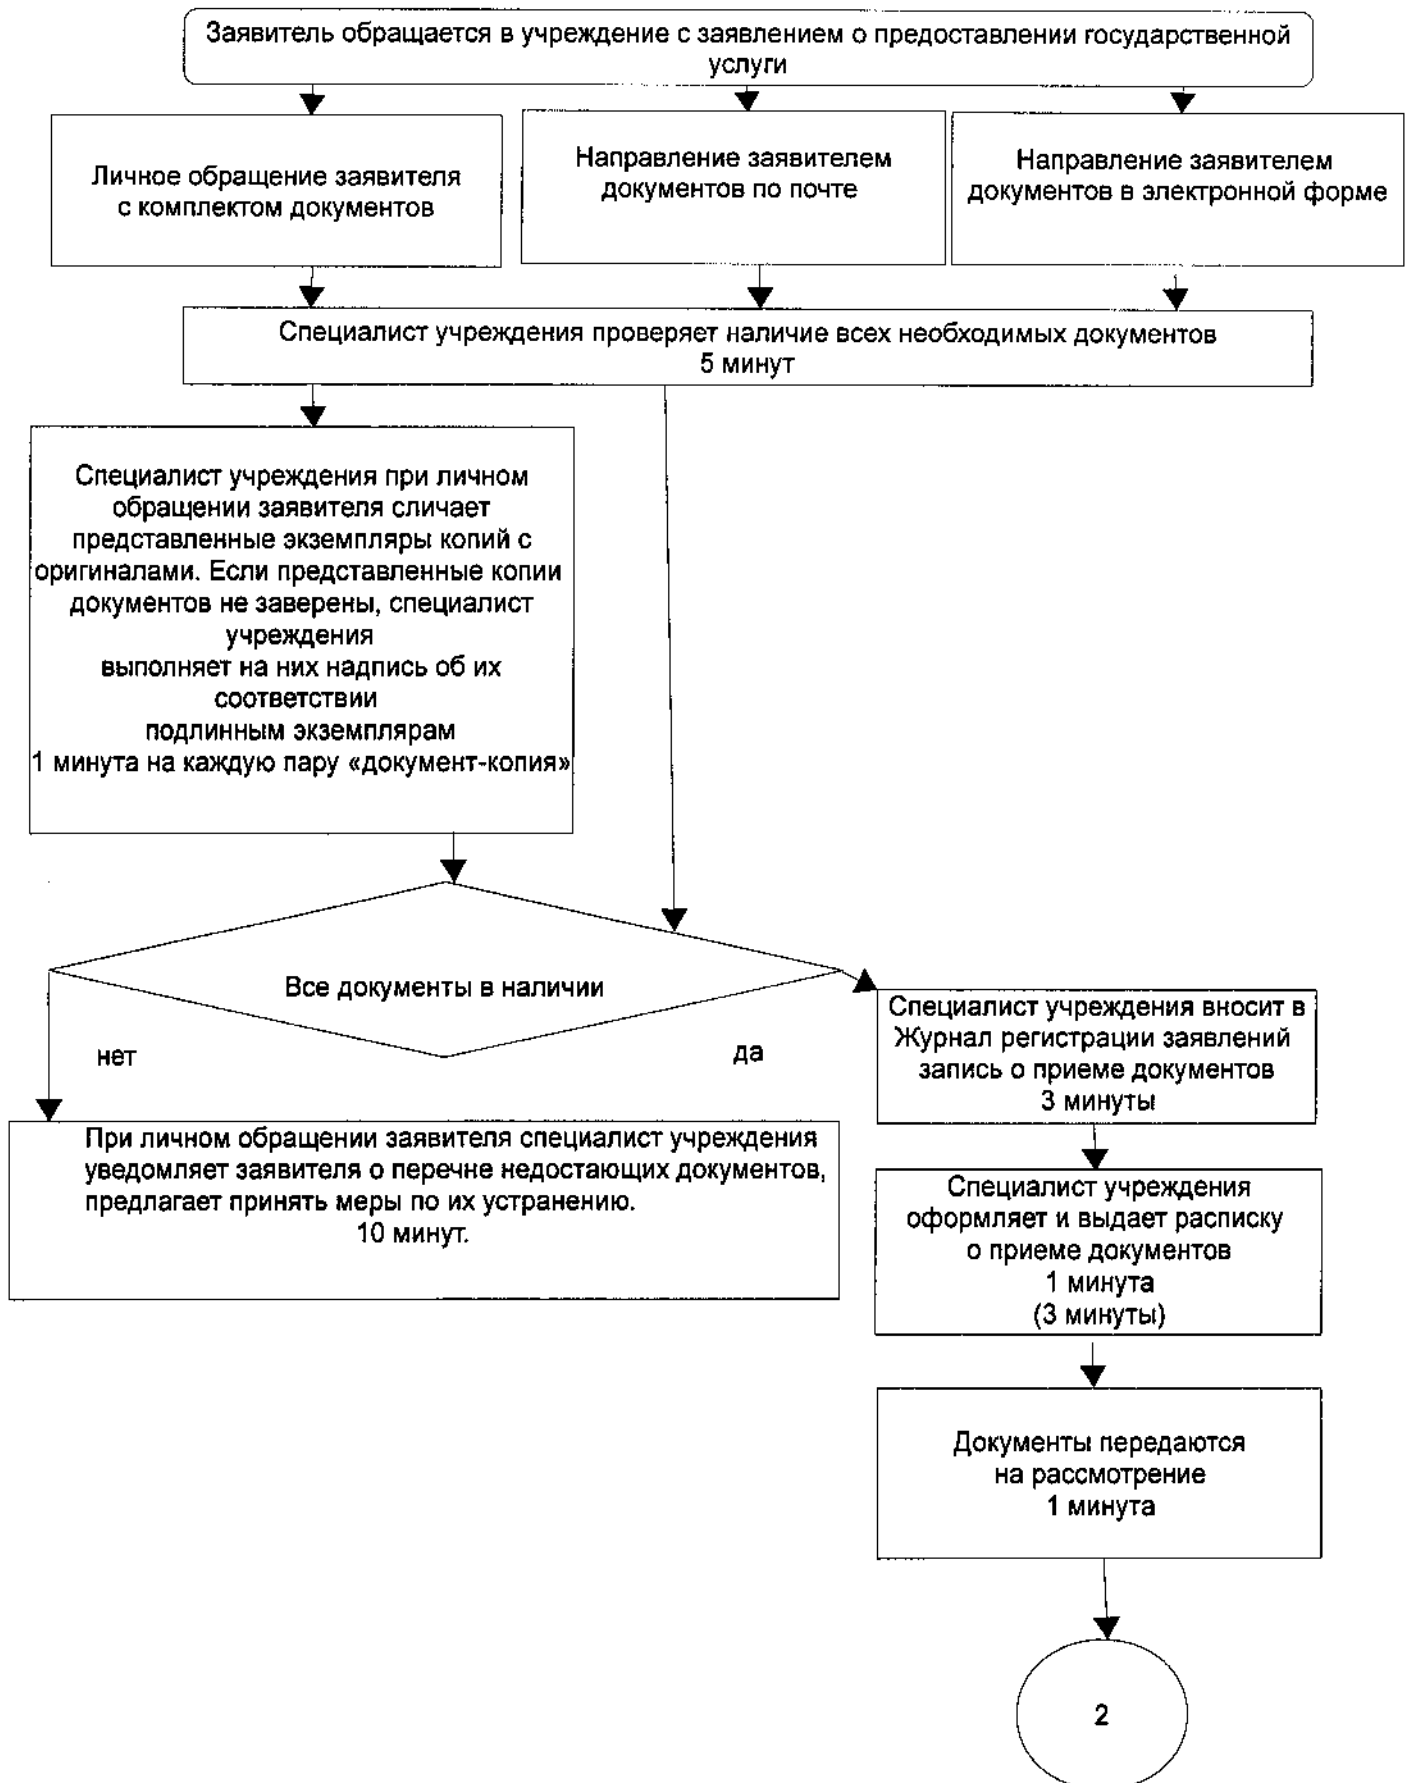 Заявитель обращается в учреждение с заявлением о предоставлении государственной
услуги
Личное обращение заявителя
с комплектом документов
Направление заявителем
документов по почте
Направление заявителем
документов в электронной форме
Специалист учреждения проверяет наличие всех необходимых документов
5 минут
Специалист учреждения при личном
обращении заявителя сличает
представленные экземпляры копий с
оригиналами. Если представленные копии
документов не заверены, специалист
учреждения
выполняет на них надпись об их
соответствии
подлинным экземплярам
1 минута на каждую пару «документ-копия»
Все документы в наличии
нет
да
При личном обращении заявителя специалист учреждения
уведомляет заявителя о перечне недостающих документов,
предлагает принять меры по их устранению.
10 минут.
Специалист учреждения вносит в
Журнал регистрации заявлений
запись о приеме документов
3 минуты
Специалист учреждения
оформляет и выдает расписку
о приеме документов
1 минута
(3 минуты)
Документы передаются
на рассмотрение
1 минута
2